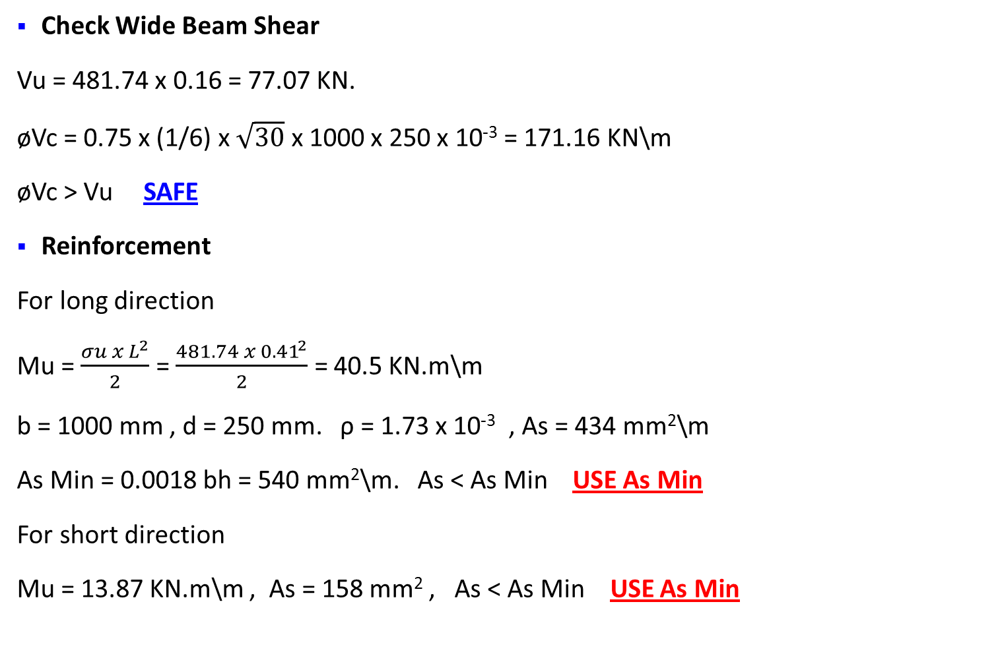 ▪ Check Wide Beam Shear
Vu = 481.74 x 0.16 = 77.07 KN.
øVc = 0.75 x (1/6) x √30 x 1000 x 250 x 10⁻³ = 171.16 KN\m
øVc > Vu SAFE
▪ Reinforcement
For long direction
Mu = (σu x L²)/2 = (481.74 x 0.41²)/2 = 40.5 KN.m\m
b = 1000 mm , d = 250 mm. ρ = 1.73 x 10⁻³ , As = 434 mm²\m
As Min = 0.0018 bh = 540 mm²\m. As < As Min USE As Min
For short direction
Mu = 13.87 KN.m\m , As = 158 mm² , As < As Min USE As Min